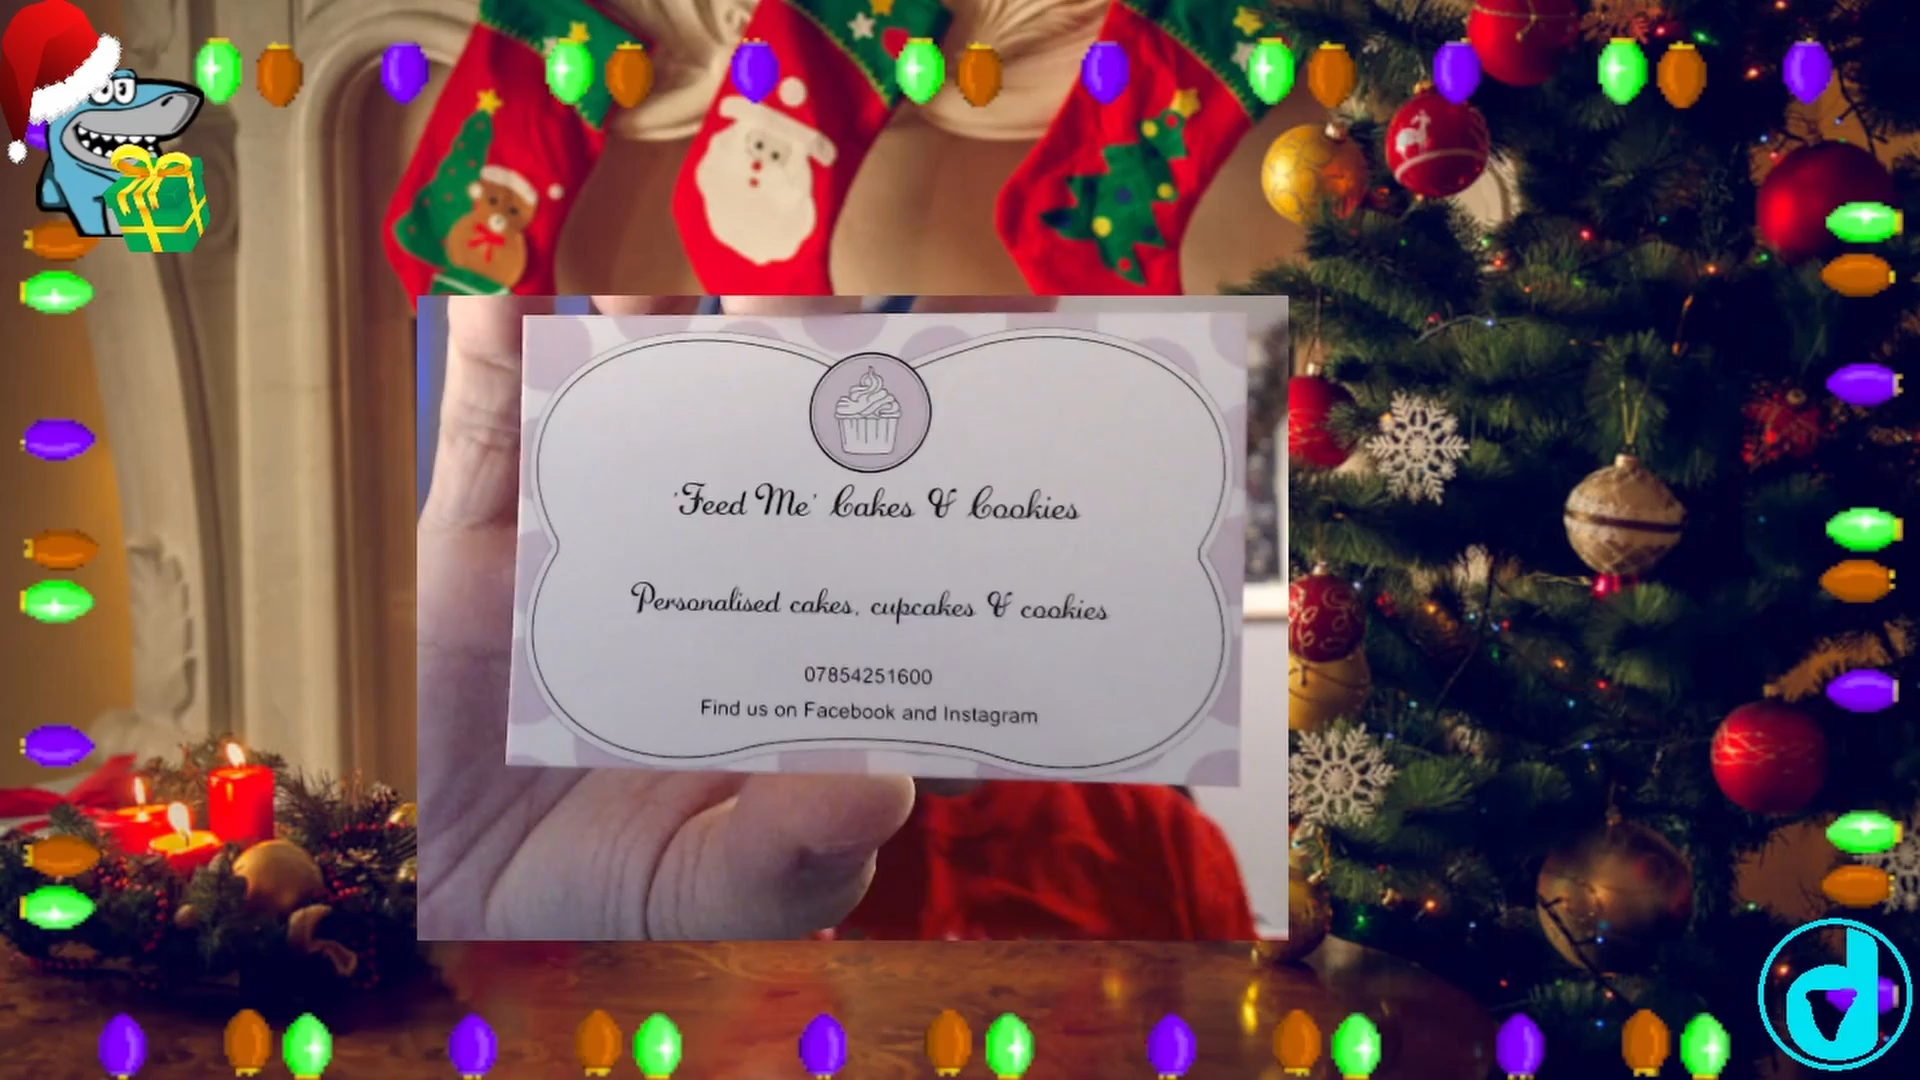 'Feed Me' Cakes & Cookies
Personalised cakes, cupcakes & cookies
07854251600
Find us on Facebook and Instagram